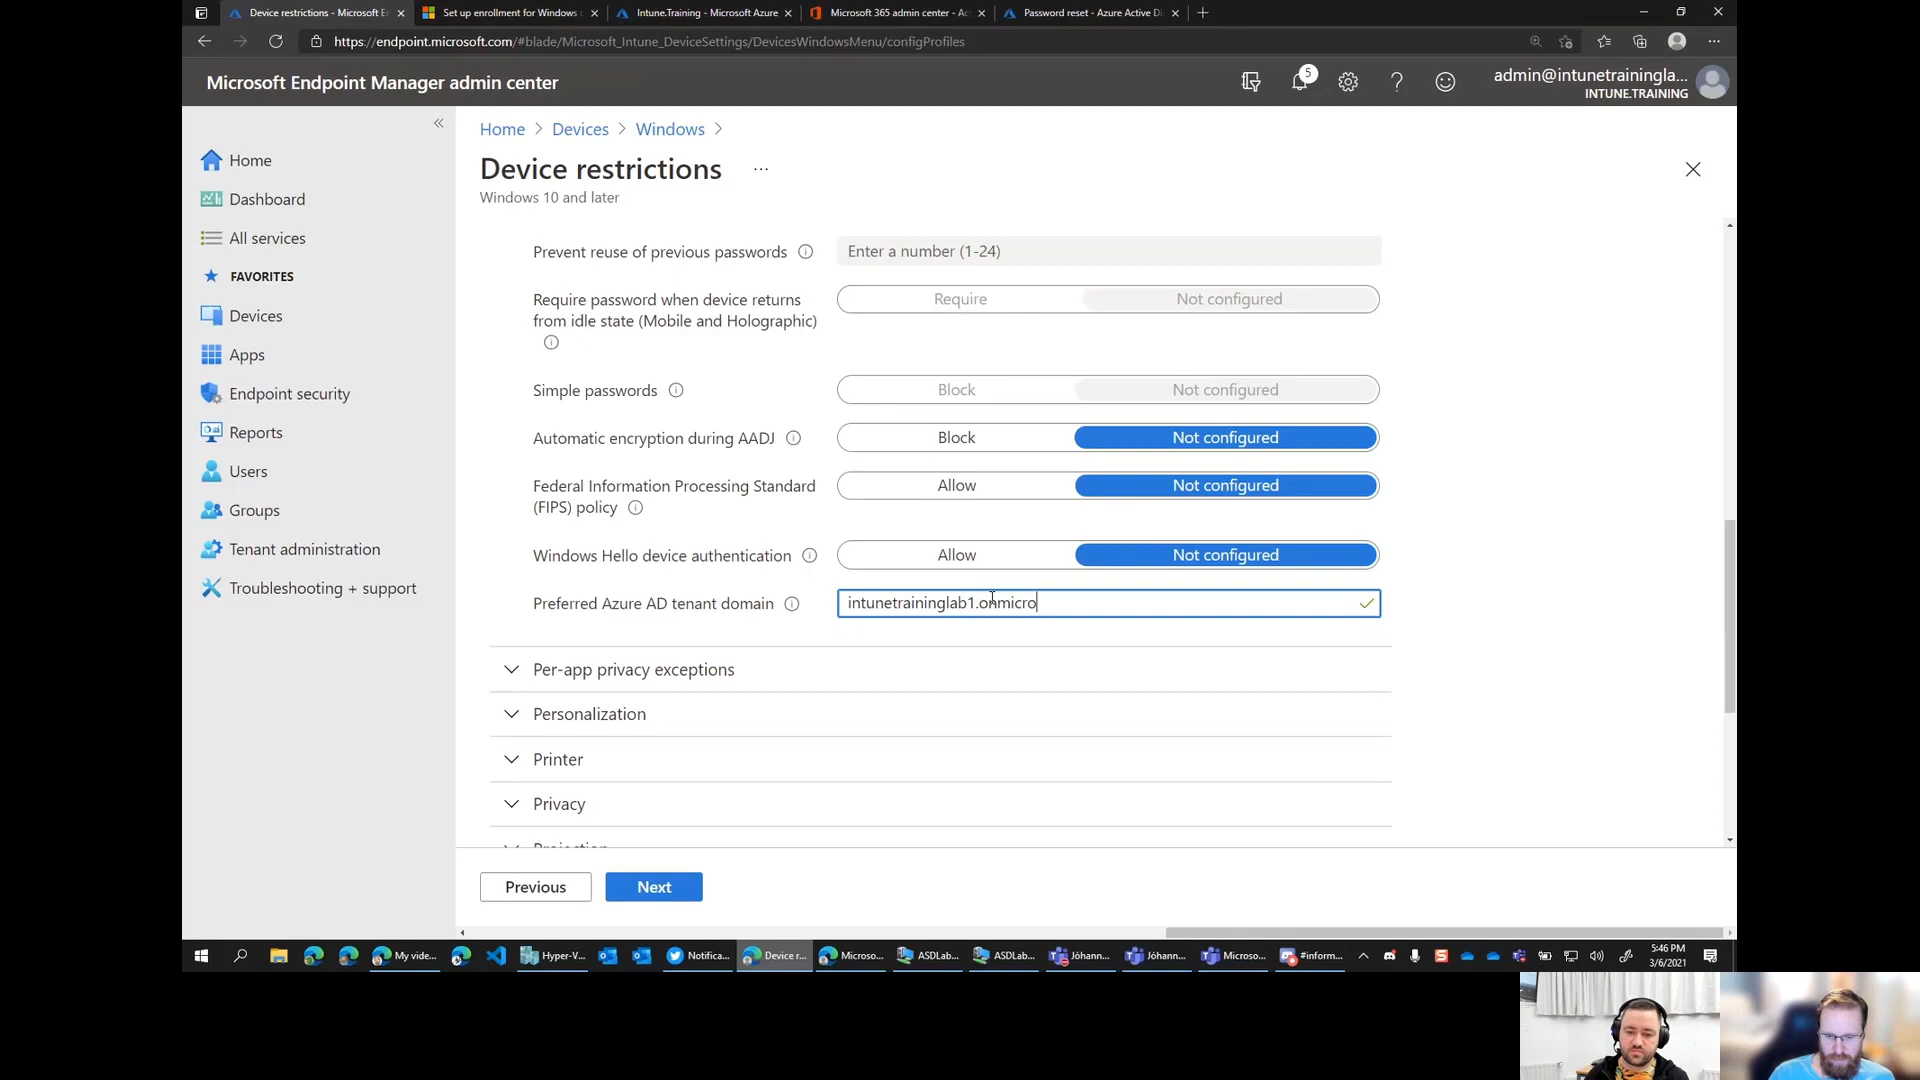 Device restrictions - Microsoft E
Set up enrollment for Windows
Intune.Training - Microsoft Azure
Microsoft 365 admin center - Ac
Password reset - Azure Active Di
https://endpoint.microsoft.com/#blade/Microsoft_Intune_DeviceSettings/DevicesWindowsMenu/configProfiles
Microsoft Endpoint Manager admin center
5
admin@intunetrainingla...
INTUNE.TRAINING
Home
Dashboard
All services
FAVORITES
Devices
Apps
Endpoint security
Reports
Users
Groups
Tenant administration
Troubleshooting + support
Home > Devices > Windows >
Device restrictions ...
Windows 10 and later
Prevent reuse of previous passwords
Enter a number (1-24)
Require password when device returns
from idle state (Mobile and Holographic)
Require Not configured
Simple passwords
Block Not configured
Automatic encryption during AADJ
Block Not configured
Federal Information Processing Standard
(FIPS) policy
Allow Not configured
Windows Hello device authentication
Allow Not configured
Preferred Azure AD tenant domain
intunetraininglab1.onmicro
Per-app privacy exceptions
Personalization
Printer
Privacy
Projection
Previous Next
My vide...
Hyper-V...
Notifica...
Device r...
Microso...
ASDLab...
ASDLab...
Jóhann...
Jóhann...
Microso...
#inform...
5:46 PM
3/6/2021